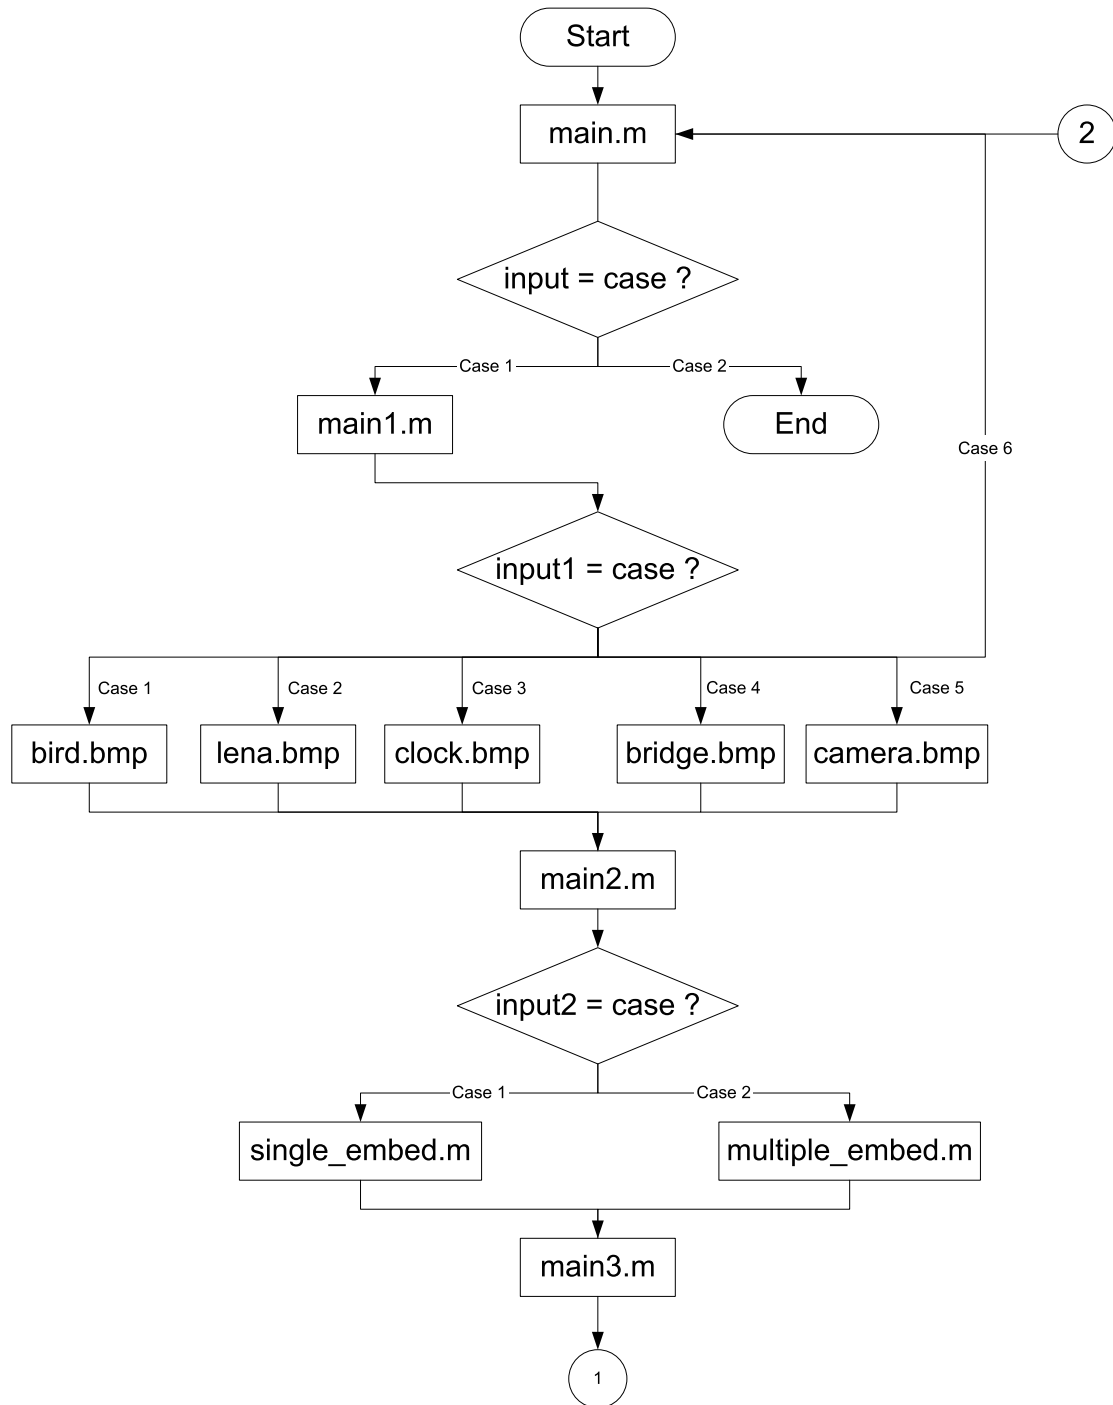 Start
main.m
2
input = case ?
Case 1
Case 2
main1.m
End
Case 6
input1 = case ?
Case 1
Case 2
Case 3
Case 4
Case 5
bird.bmp
lena.bmp
clock.bmp
bridge.bmp
camera.bmp
main2.m
input2 = case ?
Case 1
Case 2
single_embed.m
multiple_embed.m
main3.m
1